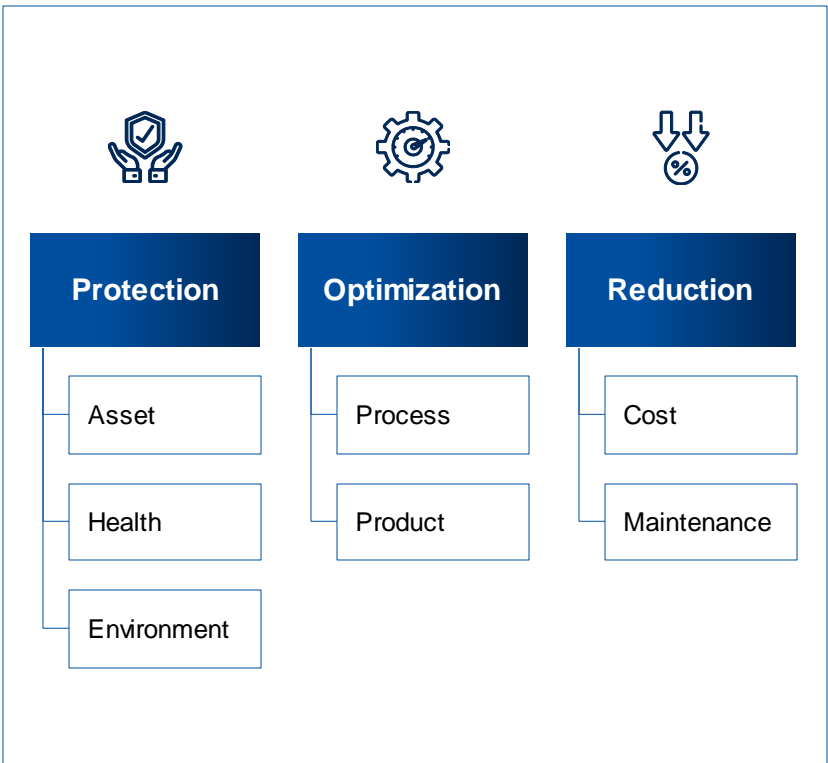 Protection
Optimization
Reduction
Asset
Process
Cost
Health
Product
Maintenance
Environment
%